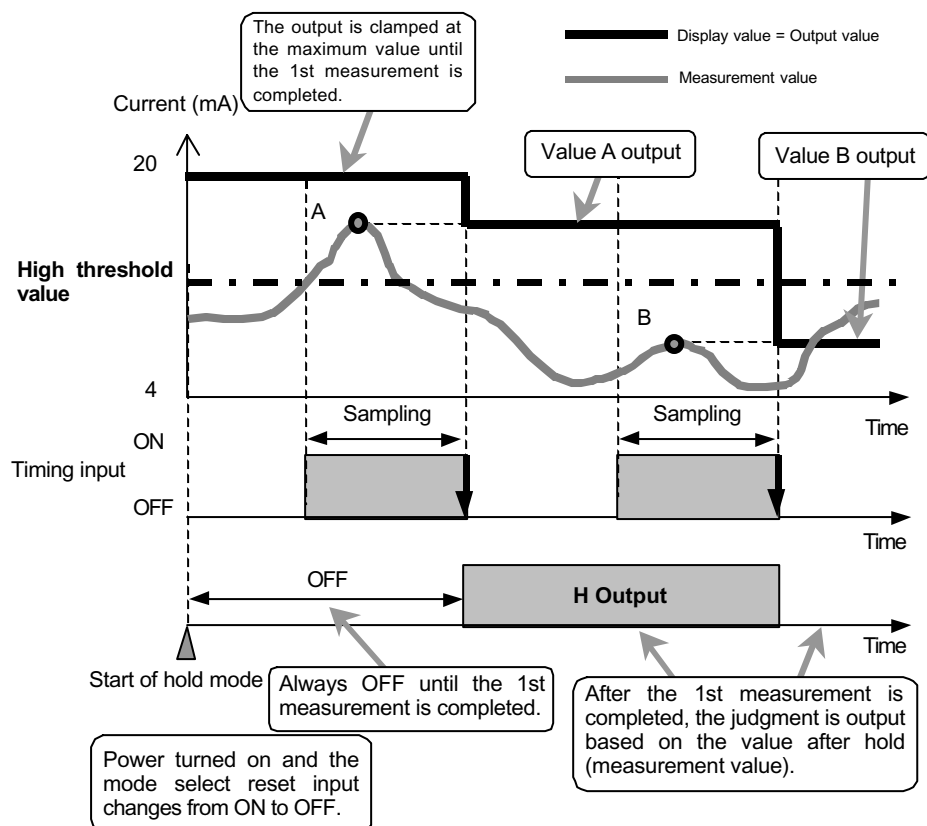 The output is clamped at
the maximum value until
the 1st measurement is
completed.
Display value = Output value
Measurement value
Current (mA)
20
Value A output
Value B output
A
High threshold
value
B
4
Sampling
Sampling
Time
ON
Timing input
OFF
Time
OFF
H Output
Time
Start of hold mode
Always OFF until the 1st
measurement is completed.
After the 1st measurement is
completed, the judgment is output
based on the value after hold
(measurement value).
Power turned on and the
mode select reset input
changes from ON to OFF.